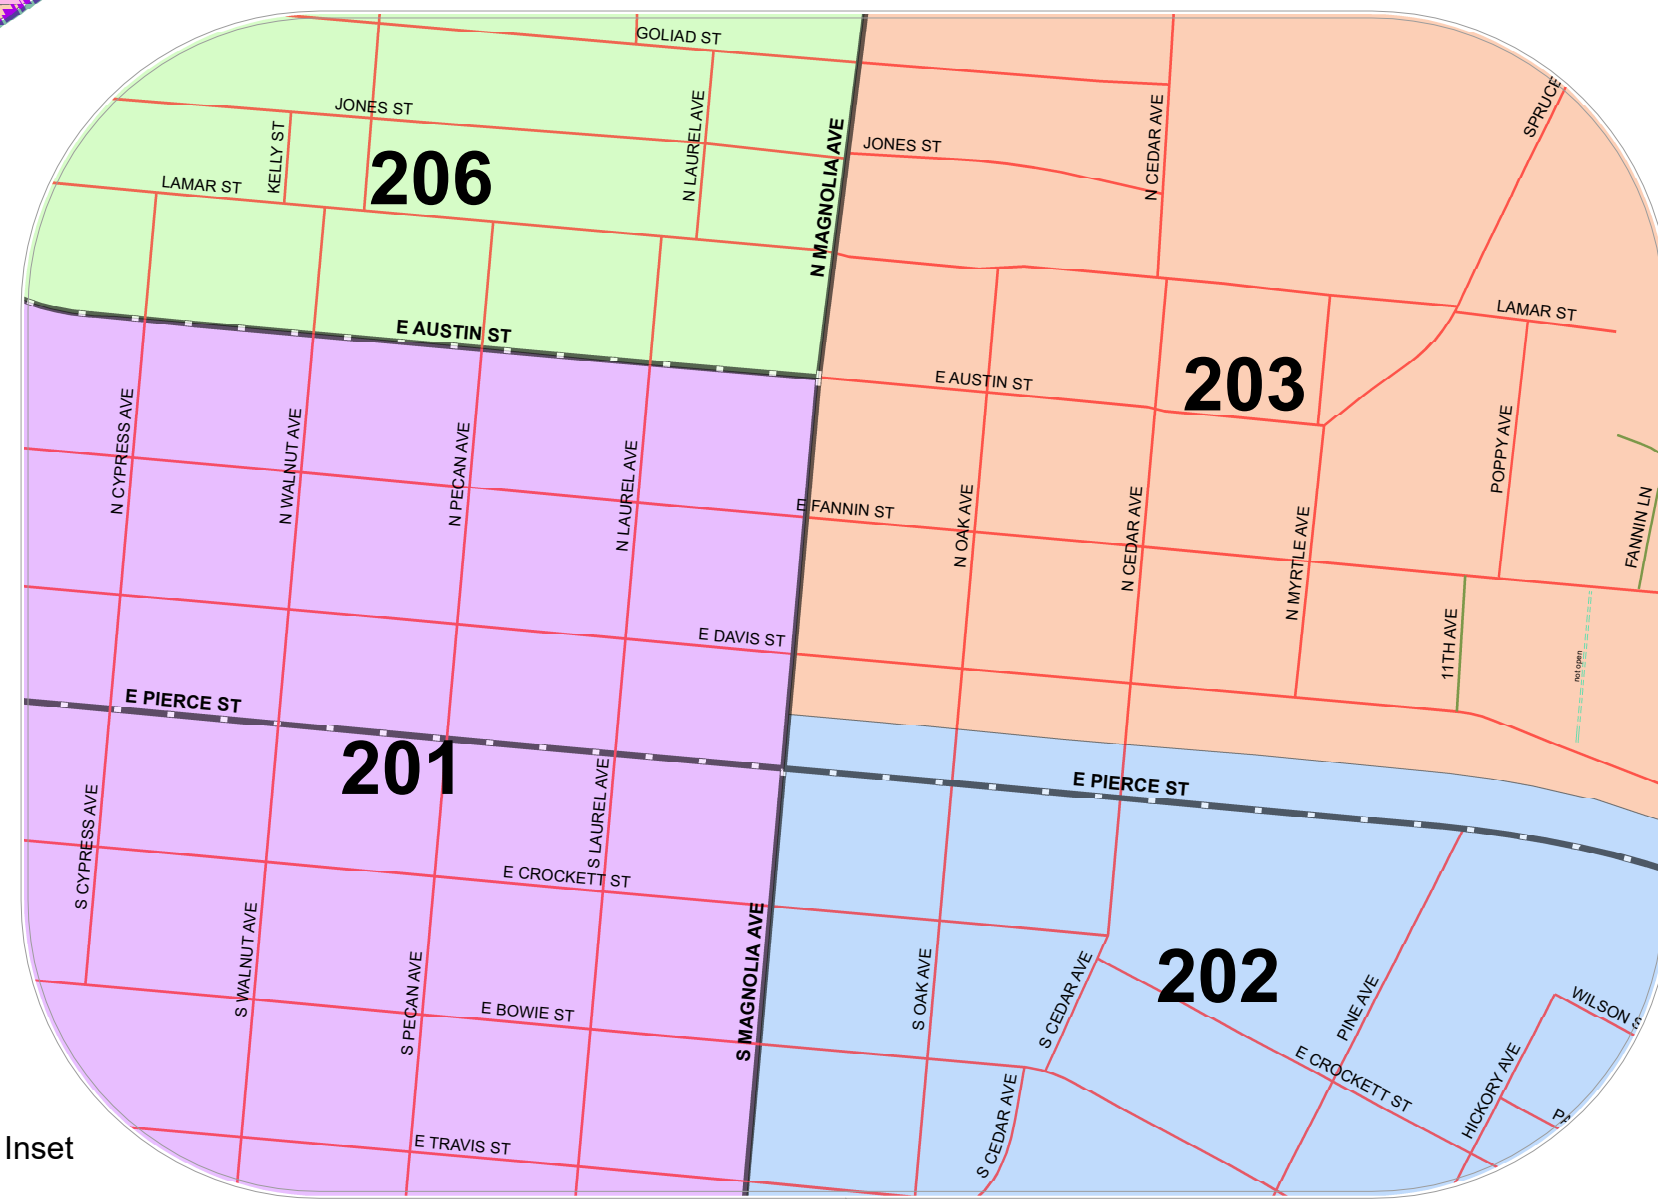 GOLIAD ST
SPRUCE
JONES ST
N LAUREL AVE
N CEDAR AVE
KELLY ST
N MAGNOLIA AVE
JONES ST
206
LAMAR ST
LAMAR ST
E AUSTIN ST
E AUSTIN ST
203
N CYPRESS AVE
N WALNUT AVE
N PECAN AVE
N LAUREL AVE
POPPY AVE
E FANNIN ST
N OAK AVE
N CEDAR AVE
N MYRTLE AVE
FANNIN LN
E DAVIS ST
11TH AVE
not open
E PIERCE ST
201
E PIERCE ST
S CYPRESS AVE
S LAUREL AVE
E CROCKETT ST
S WALNUT AVE
S PECAN AVE
S MAGNOLIA AVE
S OAK AVE
S CEDAR AVE
202
PINE AVE
WILSON S
E BOWIE ST
E CROCKETT ST
HICKORY AVE
S CEDAR AVE
E TRAVIS ST
Inset